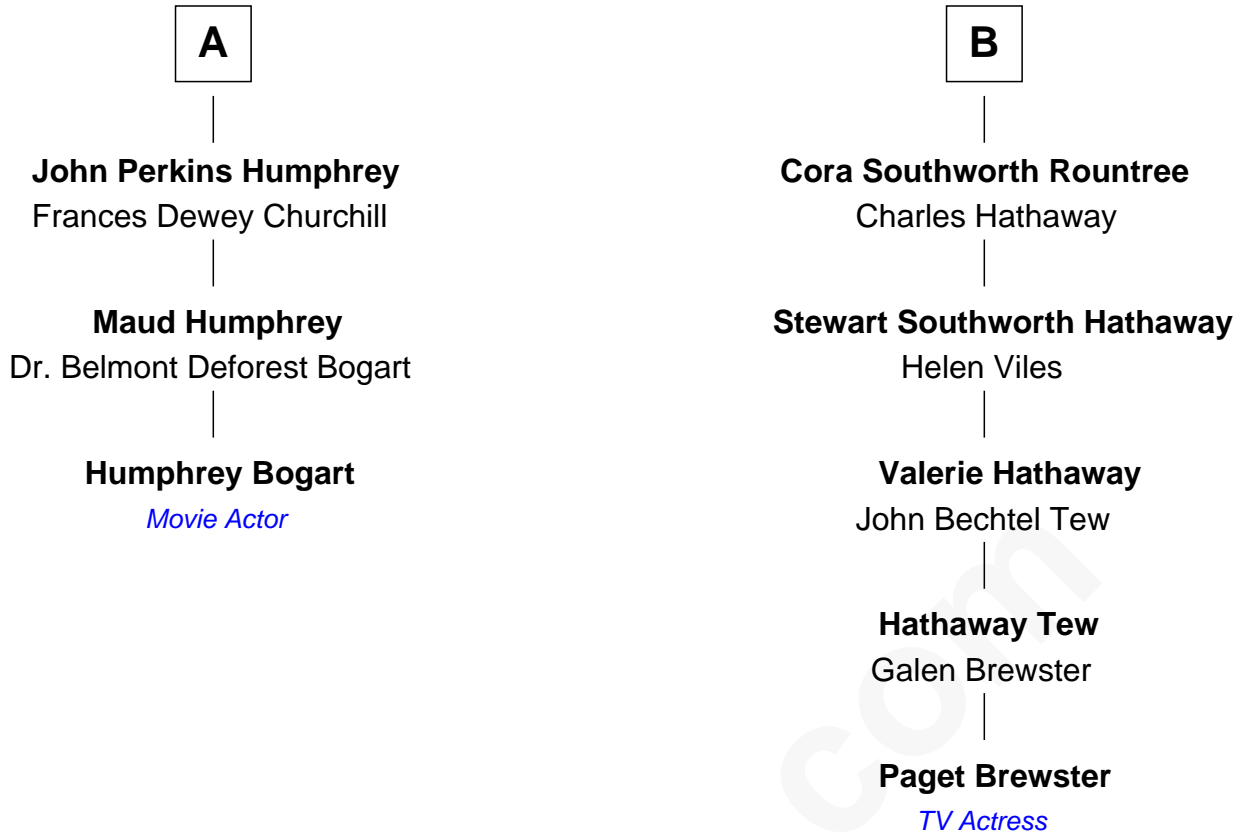 A
John Perkins Humphrey
Frances Dewey Churchill
Maud Humphrey
Dr. Belmont Deforest Bogart
Humphrey Bogart
Movie Actor
B
Cora Southworth Rountree
Charles Hathaway
Stewart Southworth Hathaway
Helen Viles
Valerie Hathaway
John Bechtel Tew
Hathaway Tew
Galen Brewster
Paget Brewster
TV Actress
com